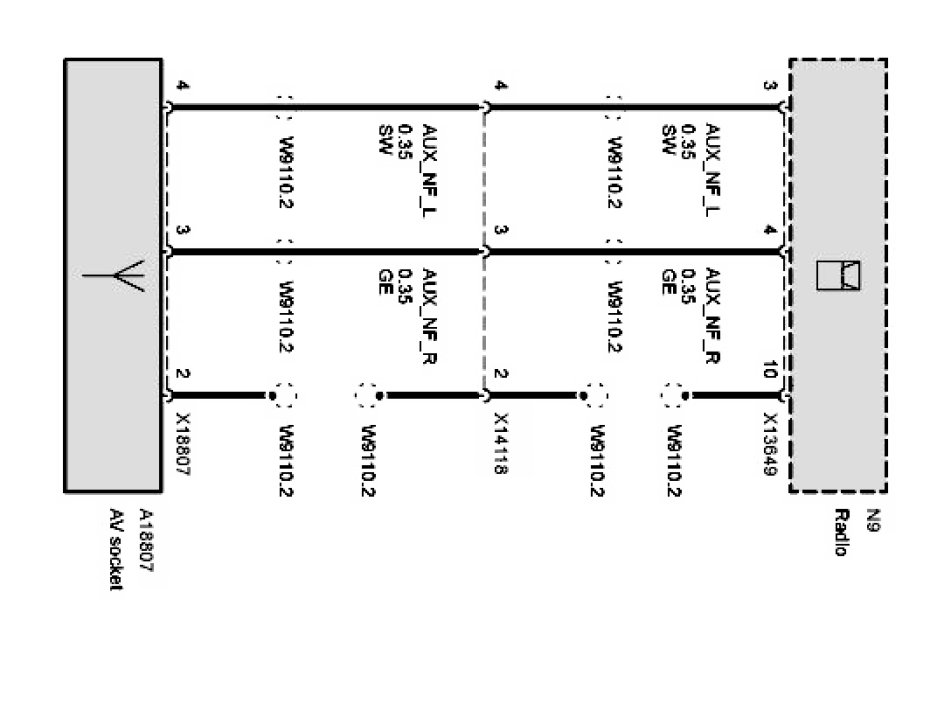 4
4
3
AUX_NF_L
0.35
SW
AUX_NF_L
0.35
SW
W9110.2
W9110.2
3
3
4
AUX_NF_R
0.35
GE
AUX_NF_R
0.35
GE
W9110.2
W9110.2
2
2
10
X18807
W9110.2
W9110.2
X14118
W9110.2
W9110.2
X13649
A18807
AV socket
N9
Radio